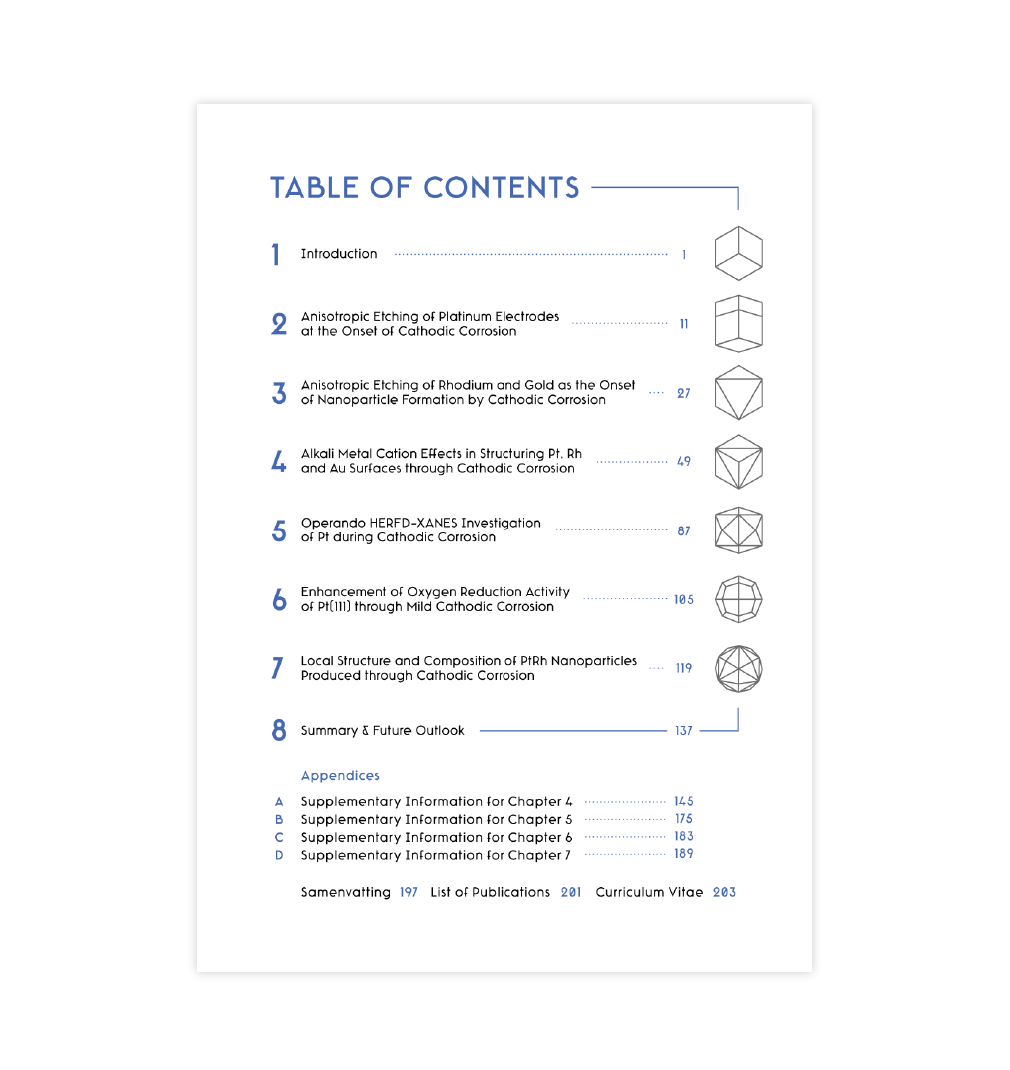 TABLE OF CONTENTS
1 Introduction 1
2 Anisotropic Etching of Platinum Electrodes
at the Onset of Cathodic Corrosion 11
3 Anisotropic Etching of Rhodium and Gold as the Onset
of Nanoparticle Formation by Cathodic Corrosion 27
4 Alkali Metal Cation Effects in Structuring Pt, Rh
and Au Surfaces through Cathodic Corrosion 49
5 Operando HERFD-XANES Investigation
of Pt during Cathodic Corrosion 87
6 Enhancement of Oxygen Reduction Activity
of Pt(111) through Mild Cathodic Corrosion 105
7 Local Structure and Composition of PtRh Nanoparticles
Produced through Cathodic Corrosion 119
8 Summary & Future Outlook 137
Appendices
A Supplementary Information for Chapter 4 145
B Supplementary Information for Chapter 5 175
C Supplementary Information for Chapter 6 183
D Supplementary Information for Chapter 7 189
Samenvatting 197 List of Publications 201 Curriculum Vitae 203